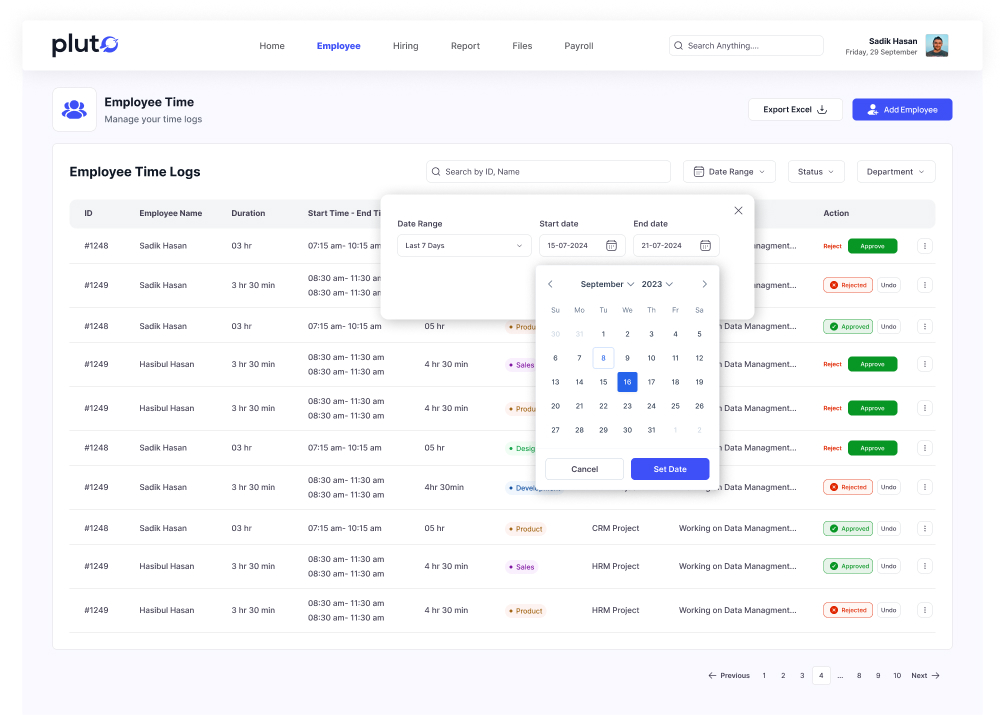 pluto
Home Employee Hiring Report Files Payroll
Search Anything....
Sadik Hasan
Friday, 29 September
Employee Time
Manage your time logs
Export Excel
Add Employee
Employee Time Logs
Search by ID, Name
Date Range
Status
Department
ID Employee Name Duration Start Time - End Ti Action
#1248 Sadik Hasan 03 hr 07:15 am- 10:15 am nagment... Reject Approve
#1249 Sadik Hasan 3 hr 30 min 08:30 am- 11:30 am
08:30 am- 11:30 am
nagment... Rejected Undo
#1248 Sadik Hasan 03 hr 07:15 am- 10:15 am 05 hr Produ n Data Managment... Approved Undo
#1249 Hasibul Hasan 3 hr 30 min 08:30 am- 11:30 am
08:30 am- 11:30 am
4 hr 30 min Sales n Data Managment... Reject Approve
#1249 Hasibul Hasan 3 hr 30 min 08:30 am- 11:30 am
08:30 am- 11:30 am
4 hr 30 min Produ n Data Managment... Reject Approve
#1248 Sadik Hasan 03 hr 07:15 am- 10:15 am 05 hr Desig n Data Managment... Reject Approve
#1249 Sadik Hasan 3 hr 30 min 08:30 am- 11:30 am
08:30 am- 11:30 am
4hr 30min n Data Managment... Rejected Undo
#1248 Sadik Hasan 03 hr 07:15 am- 10:15 am 05 hr Product CRM Project Working on Data Managment... Approved Undo
#1249 Hasibul Hasan 3 hr 30 min 08:30 am- 11:30 am
08:30 am- 11:30 am
4 hr 30 min Sales HRM Project Working on Data Managment... Approved Undo
#1249 Hasibul Hasan 3 hr 30 min 08:30 am- 11:30 am
08:30 am- 11:30 am
4 hr 30 min Product HRM Project Working on Data Managment... Rejected Undo
Date Range Start date End date
Last 7 Days 15-07-2024 21-07-2024
September 2023
Su Mo Tu We Th Fr Sa
30 31 1 2 3 4 5
6 7 8 9 10 11 12
13 14 15 16 17 18 19
20 21 22 23 24 25 26
27 28 29 30 31 1 2
Cancel Set Date
Previous 1 2 3 4 ... 8 9 10 Next